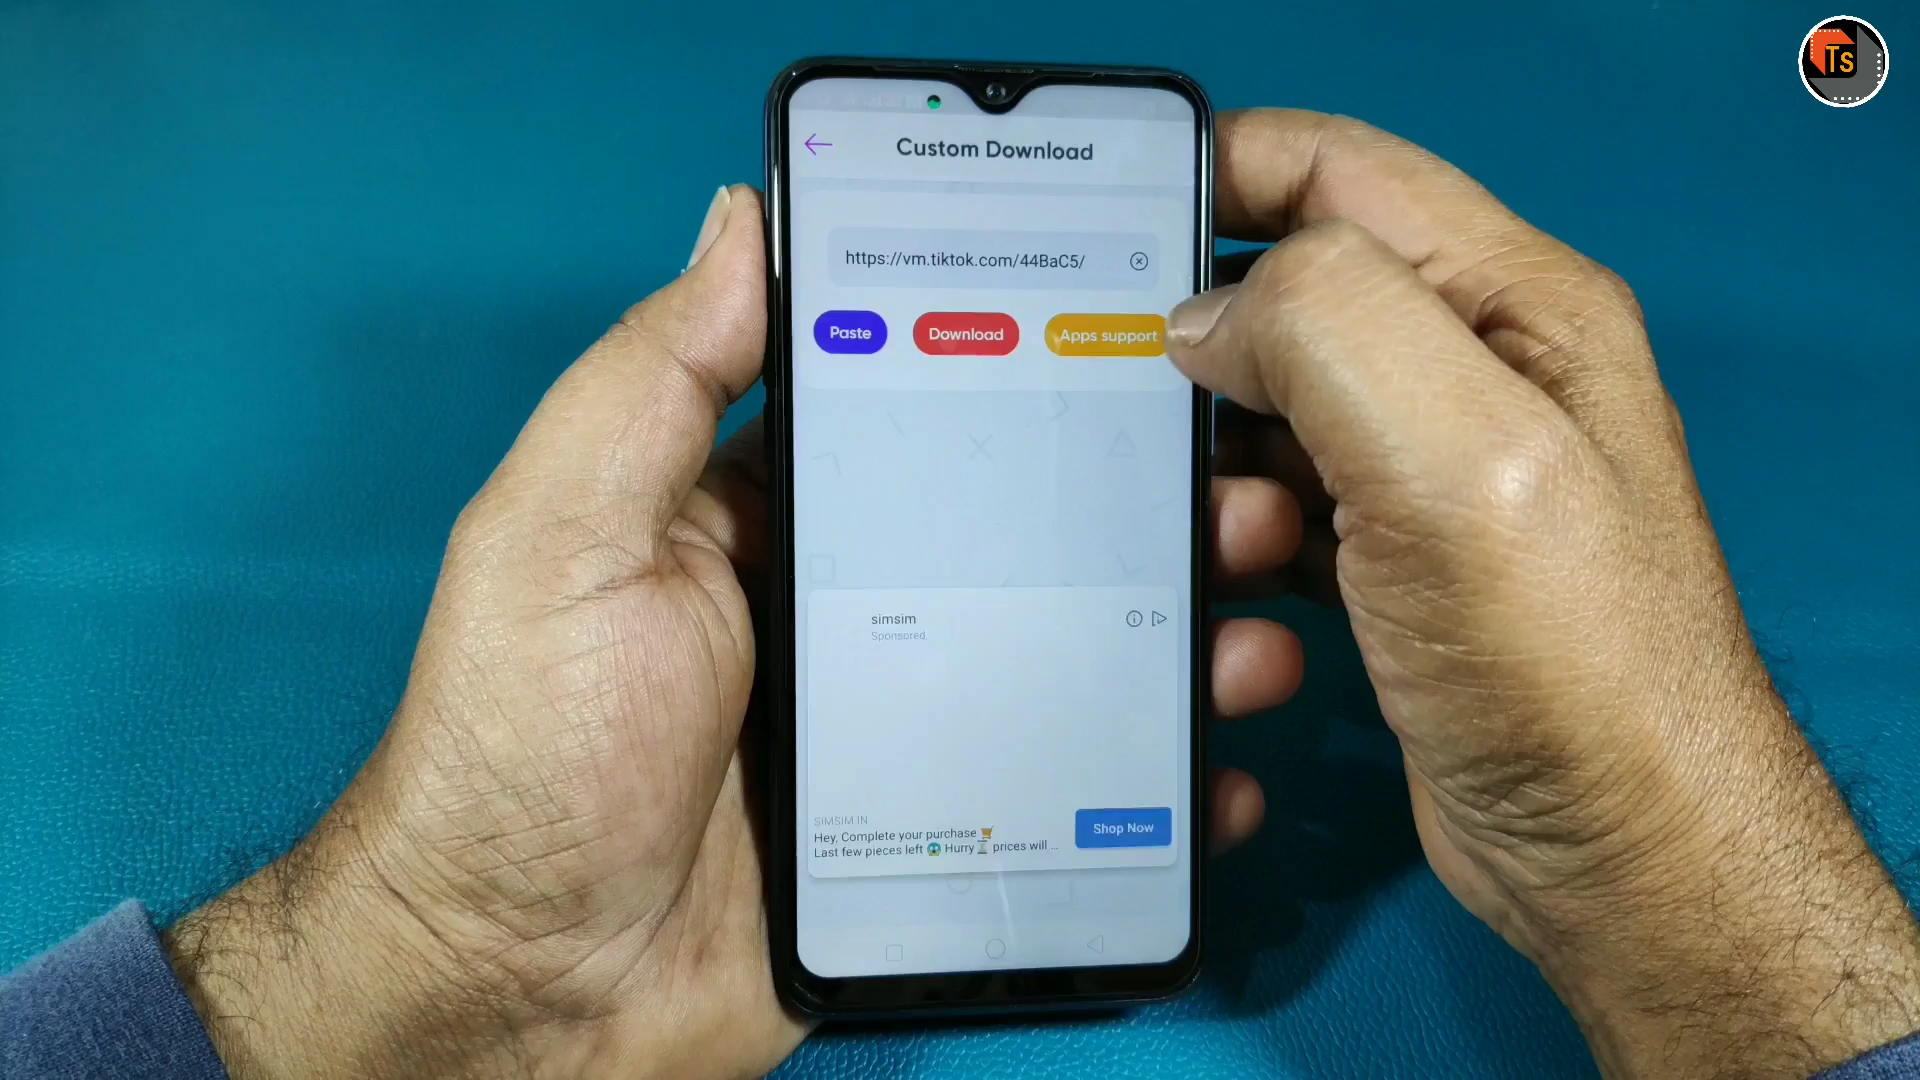 Ts
Custom Download
https://vm.tiktok.com/44BaC5/
Paste
Download
Apps support
simsim
Sponsored
SIMSIM IN
Hey, Complete your purchase 🛒
Last few pieces left 😱 Hurry⏳ prices will ...
Shop Now